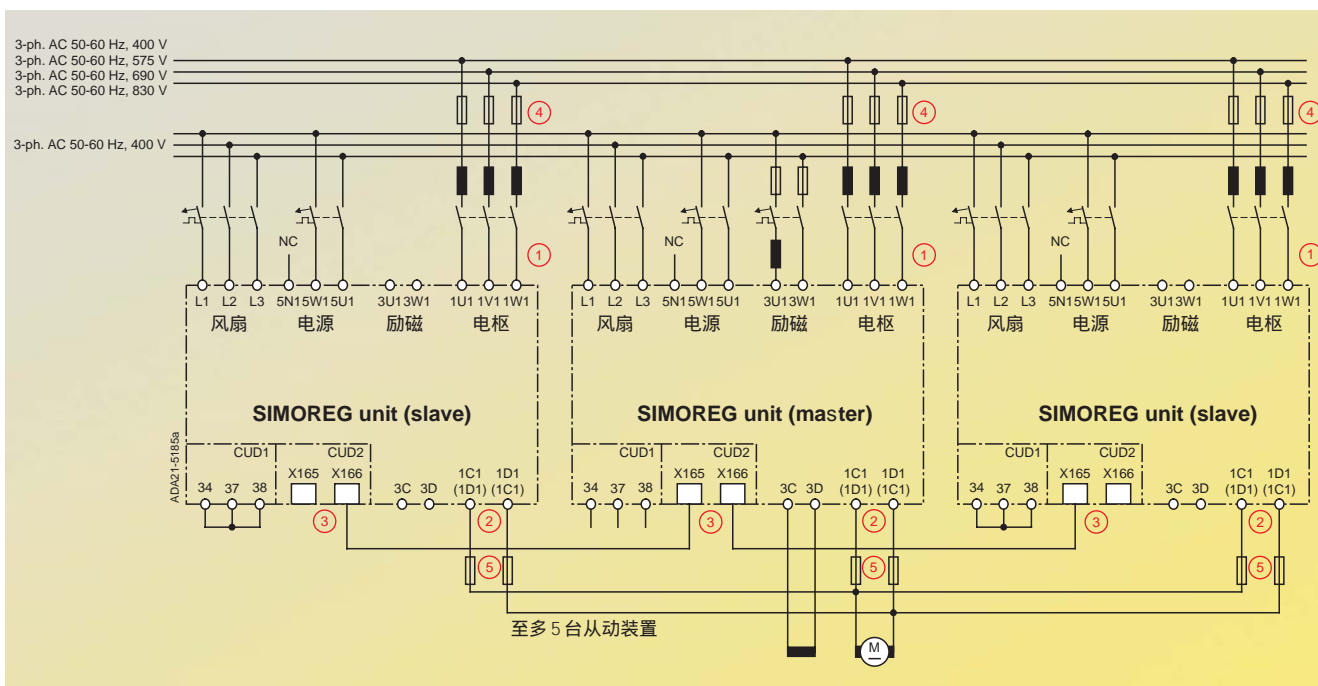 3-ph. AC 50-60 Hz, 400 V
3-ph. AC 50-60 Hz, 575 V
3-ph. AC 50-60 Hz, 690 V
3-ph. AC 50-60 Hz, 830 V
4 4 4
3-ph. AC 50-60 Hz, 400 V
NC NC NC
1 1 1
L1 L2 L3 5N1 5W1 5U1 3U1 3W1 1U1 1V1 1W1
L1 L2 L3 5N1 5W1 5U1 3U1 3W1 1U1 1V1 1W1
L1 L2 L3 5N1 5W1 5U1 3U1 3W1 1U1 1V1 1W1
风扇 电源 励磁 电枢
风扇 电源 励磁 电枢
风扇 电源 励磁 电枢
SIMOREG unit (slave)
SIMOREG unit (master)
SIMOREG unit (slave)
ADA21-5185a
CUD1 CUD2
CUD1 CUD2
CUD1 CUD2
X165 X166 1C1 1D1
X165 X166 1C1 1D1
X165 X166 1C1 1D1
34 37 38 3C 3D (1D1) (1C1)
34 37 38 3C 3D (1D1) (1C1)
34 37 38 3C 3D (1D1) (1C1)
3 2 3 2 3 2
5 5 5
至多5台从动装置
M